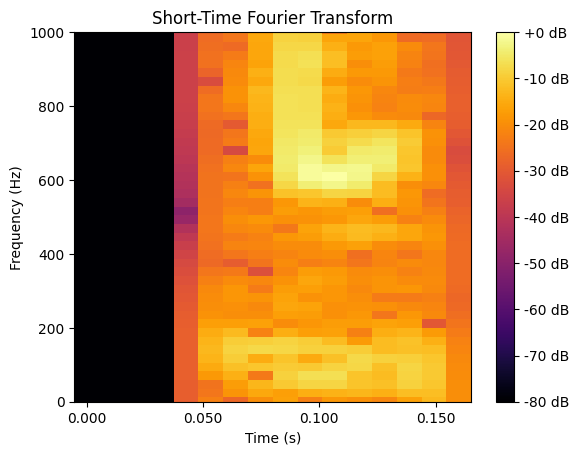 Short-Time Fourier Transform
1000
800
600
400
200
0
Frequency (Hz)
0.000
0.050
0.100
0.150
Time (s)
+0 dB
-10 dB
-20 dB
-30 dB
-40 dB
-50 dB
-60 dB
-70 dB
-80 dB